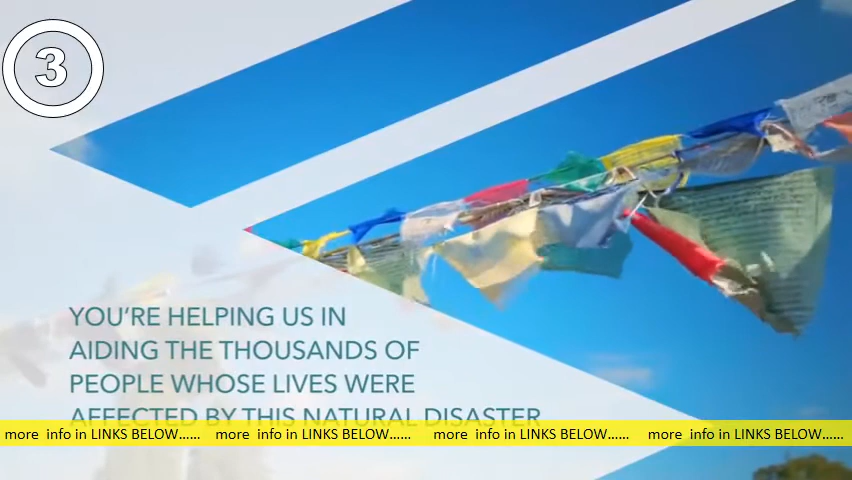 3
YOU'RE HELPING US IN
AIDING THE THOUSANDS OF
PEOPLE WHOSE LIVES WERE
AFFECTED BY THIS NATURAL DISASTER
more info in LINKS BELOW...... more info in LINKS BELOW...... more info in LINKS BELOW...... more info in LINKS BELOW......